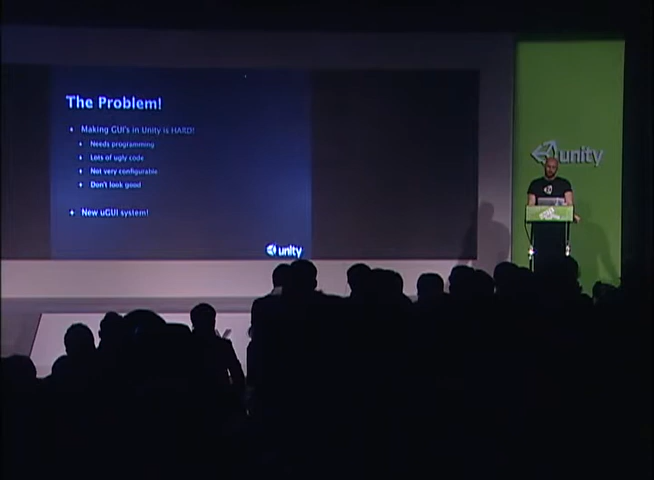 The Problem!
Making GUI's in Unity is HARD!
Needs programming
Lots of ugly code
Not very configurable
Don't look good
New uGUI system!
unity
unity